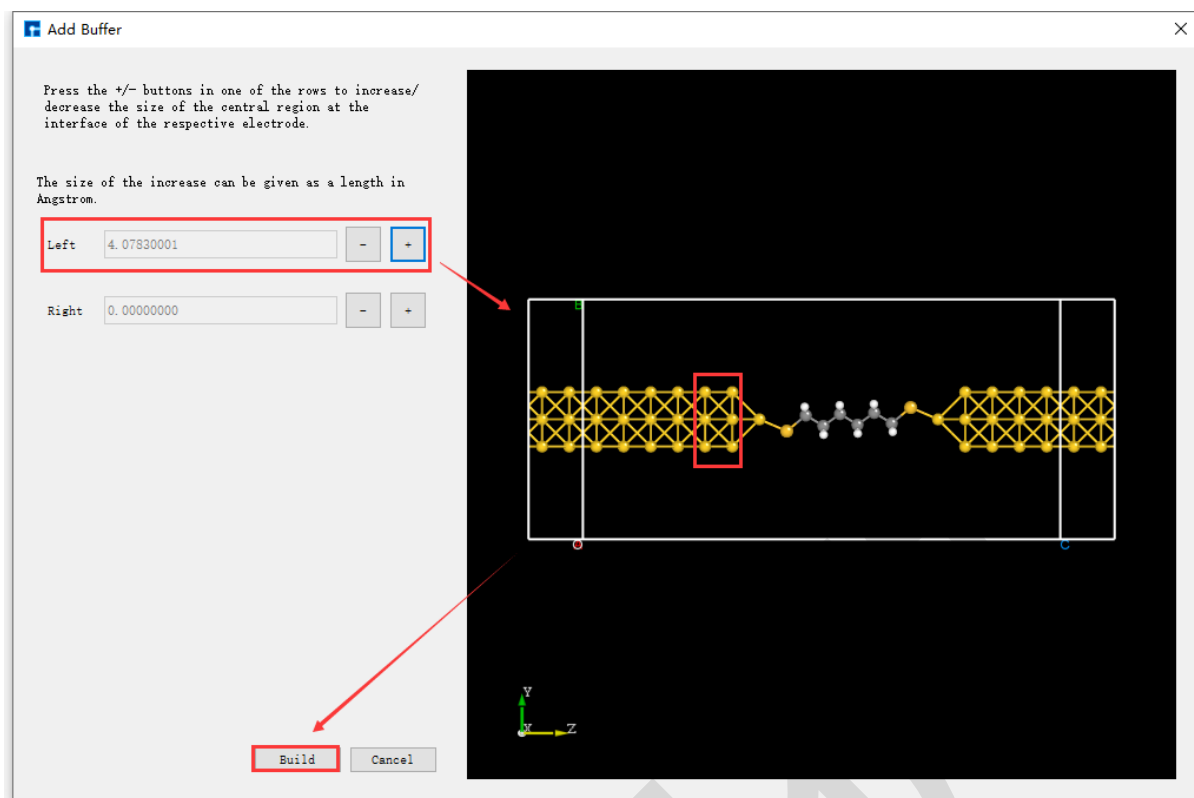 Add Buffer
Press the +/- buttons in one of the rows to increase/
decrease the size of the central region at the
interface of the respective electrode.
The size of the increase can be given as a length in
Angstrom.
Left 4.07830001 - +
Right 0.00000000 - +
B
O C
Y
X Z
Build Cancel